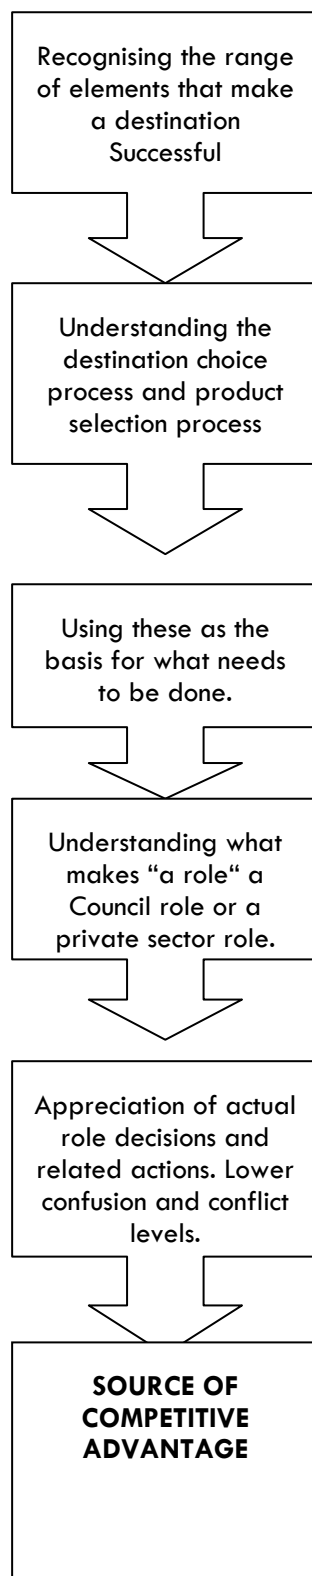 Recognising the range
of elements that make
a destination
Successful
Understanding the
destination choice
process and product
selection process
Using these as the
basis for what needs
to be done.
Understanding what
makes “a role“ a
Council role or a
private sector role.
Appreciation of actual
role decisions and
related actions. Lower
confusion and conflict
levels.
SOURCE OF
COMPETITIVE
ADVANTAGE